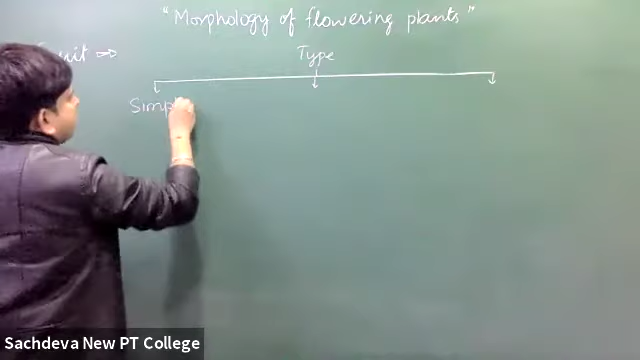 "Morphology of flowering plants"
Type
Simp
Sachdeva New PT College